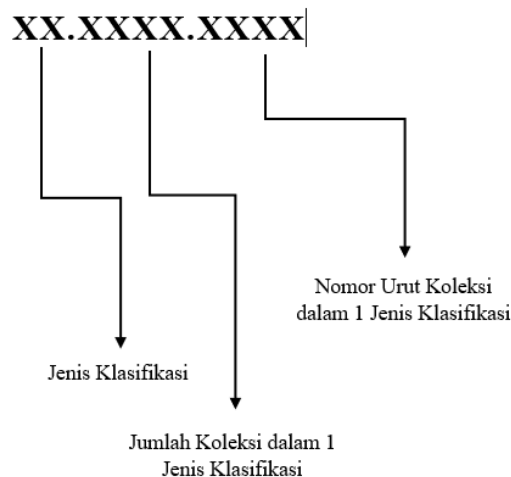 XX.XXXX.XXXX
Nomor Urut Koleksi
dalam 1 Jenis Klasifikasi
Jenis Klasifikasi
Jumlah Koleksi dalam 1
Jenis Klasifikasi